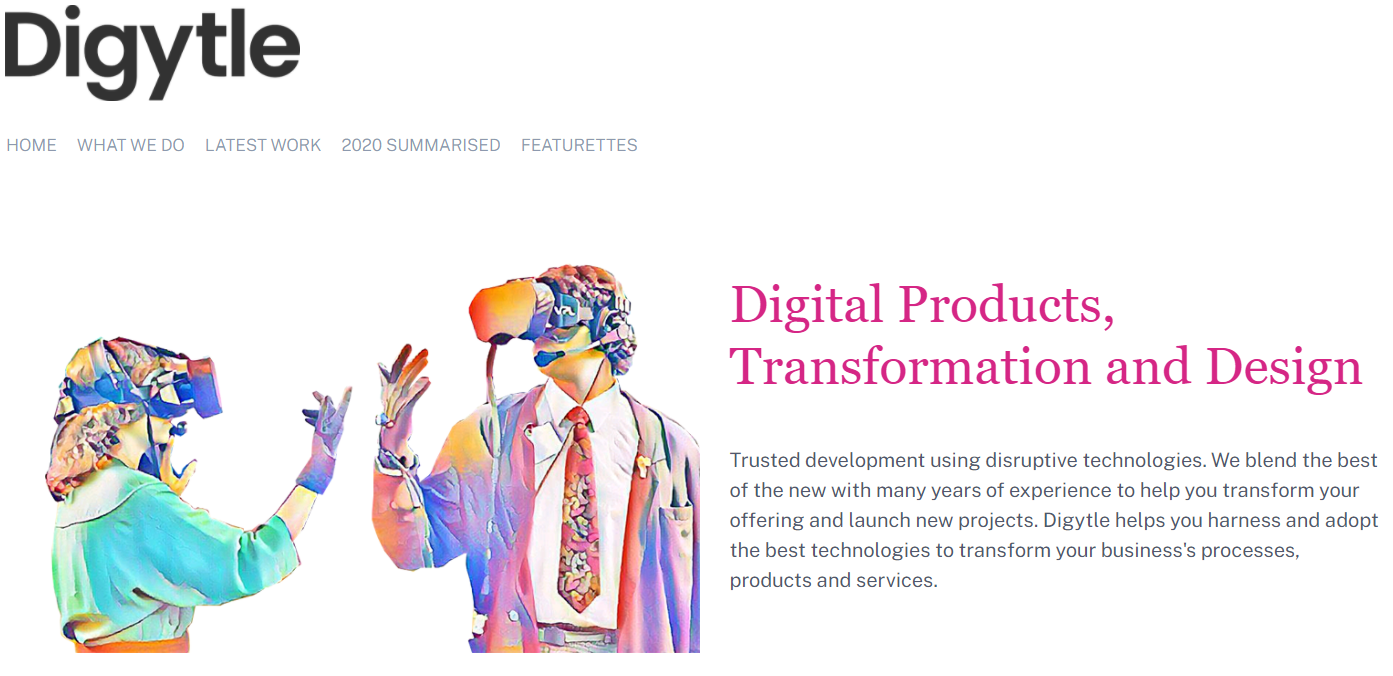 Digytle
HOME WHAT WE DO LATEST WORK 2020 SUMMARISED FEATURETTES
Digital Products,
Transformation and Design
Trusted development using disruptive technologies. We blend the best
of the new with many years of experience to help you transform your
offering and launch new projects. Digytle helps you harness and adopt
the best technologies to transform your business's processes,
products and services.